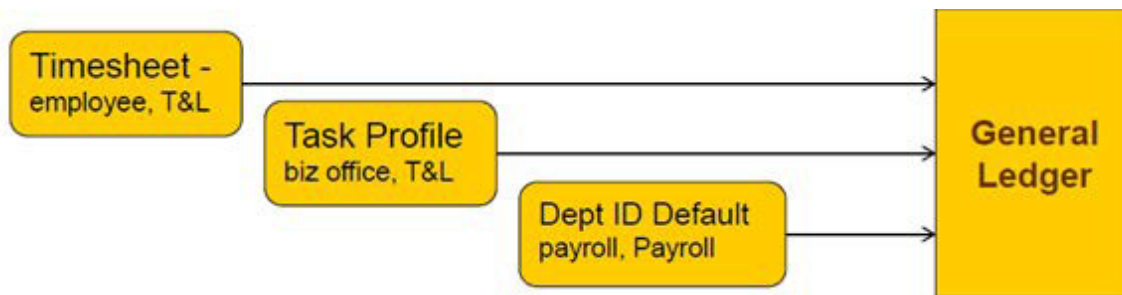 Timesheet -
employee, T&L
Task Profile
biz office, T&L
Dept ID Default
payroll, Payroll
General
Ledger